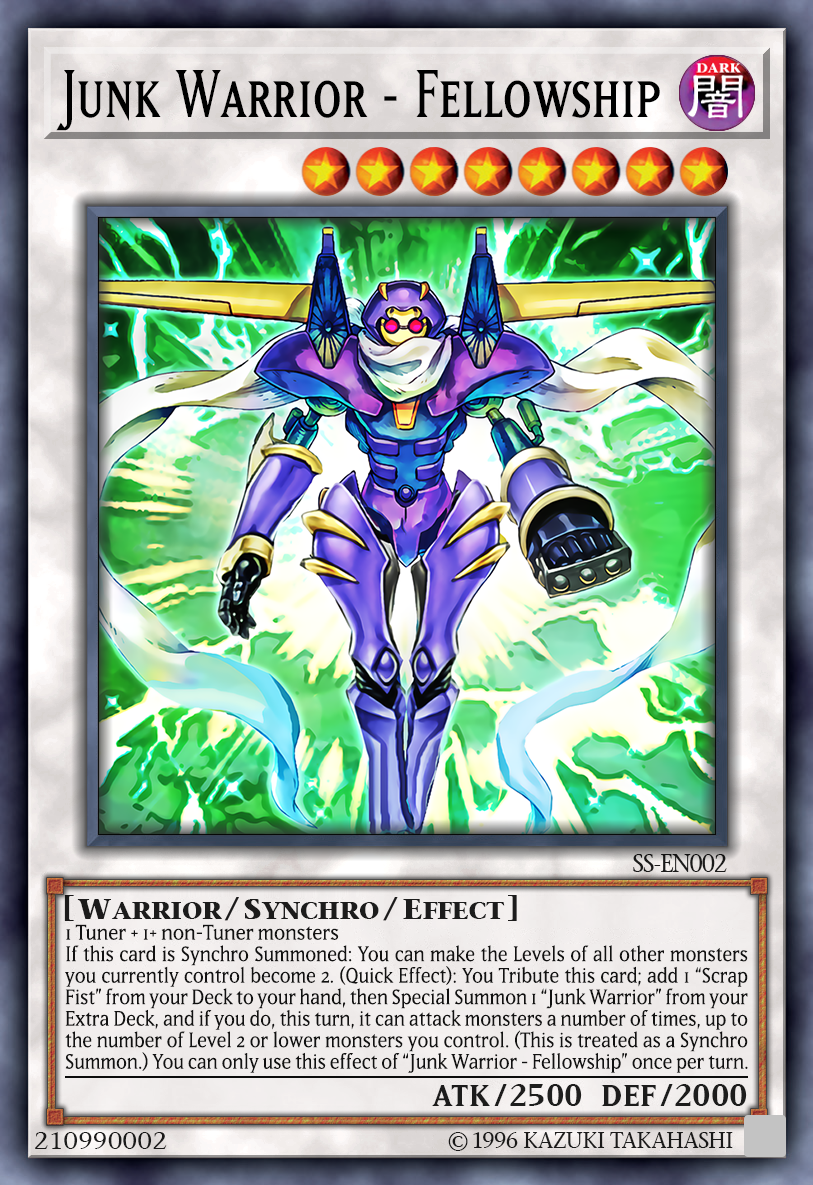 Junk Warrior - Fellowship
DARK
闇
SS-EN002
[Warrior/Synchro/Effect]
1 Tuner + 1+ non-Tuner monsters
If this card is Synchro Summoned: You can make the Levels of all other monsters
you currently control become 2. (Quick Effect): You Tribute this card; add 1 “Scrap
Fist” from your Deck to your hand, then Special Summon 1 “Junk Warrior” from your
Extra Deck, and if you do, this turn, it can attack monsters a number of times, up to
the number of Level 2 or lower monsters you control. (This is treated as a Synchro
Summon.) You can only use this effect of “Junk Warrior - Fellowship” once per turn.
ATK/2500 DEF/2000
210990002
© 1996 KAZUKI TAKAHASHI